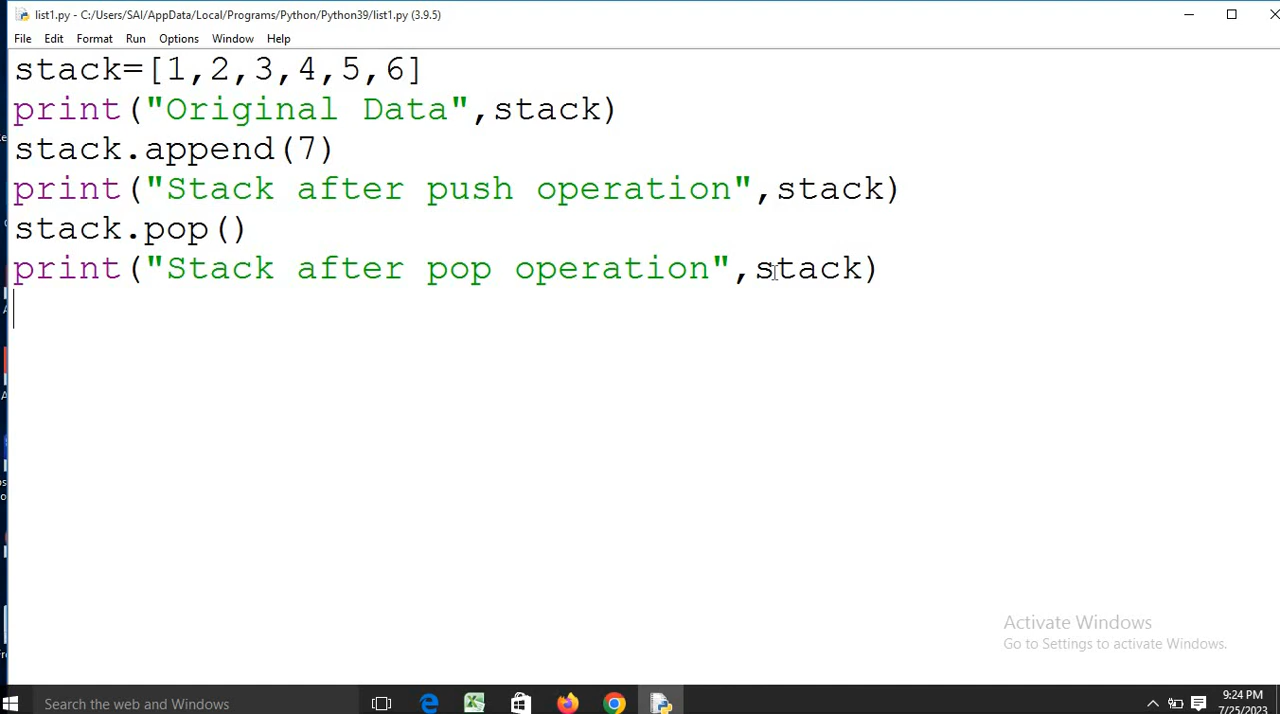 list1.py - C:/Users/SAI/AppData/Local/Programs/Python/Python39/list1.py (3.9.5)
File Edit Format Run Options Window Help
stack=[1,2,3,4,5,6]
print("Original Data",stack)
stack.append(7)
print("Stack after push operation",stack)
stack.pop()
print("Stack after pop operation",stack)
Activate Windows
Go to Settings to activate Windows.
Search the web and Windows
9:24 PM
7/25/2023